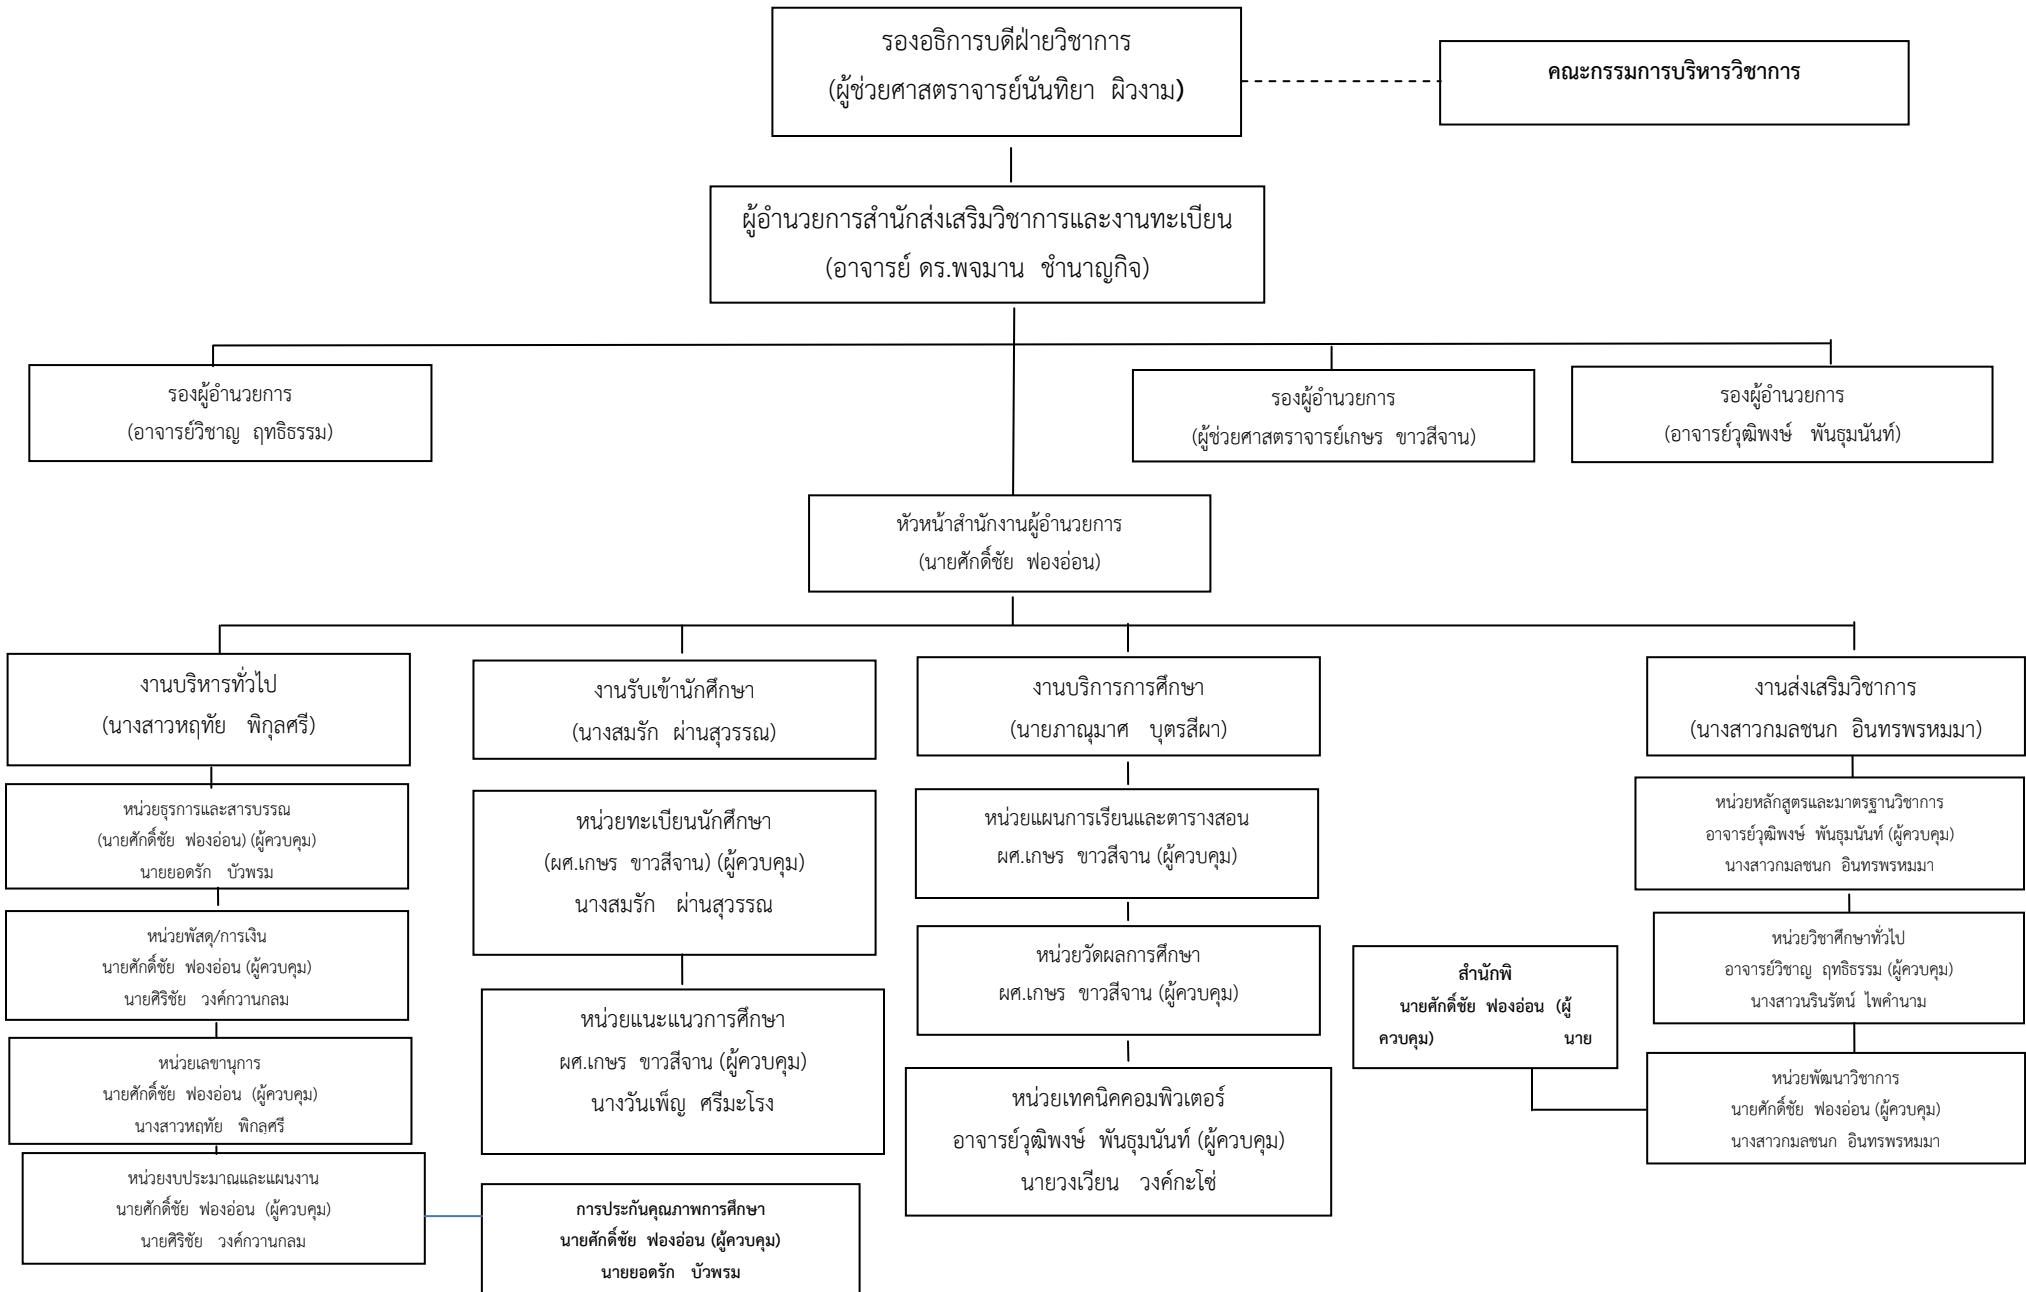 รองอธิการบดีฝ่ายวิชาการ
(ผู้ช่วยศาสตราจารย์นันทิยา ผิวงาม)
คณะกรรมการบริหารวิชาการ
ผู้อำนวยการสำนักส่งเสริมวิชาการและงานทะเบียน
(อาจารย์ ดร.พจมาน ชำนาญกิจ)
รองผู้อำนวยการ
(อาจารย์วิชาญ ฤทธิธรรม)
รองผู้อำนวยการ
(ผู้ช่วยศาสตราจารย์เกษร ขาวสีจาน)
รองผู้อำนวยการ
(อาจารย์วุฒิพงษ์ พันธุมนันท์)
หัวหน้าสำนักงานผู้อำนวยการ
(นายศักดิ์ชัย ฟองอ่อน)
งานบริหารทั่วไป
(นางสาวหฤทัย พิกุลศรี)
หน่วยธุรการและสารบรรณ
(นายศักดิ์ชัย ฟองอ่อน) (ผู้ควบคุม)
นายยอดรัก บัวพรม
หน่วยพัสดุ/การเงิน
นายศักดิ์ชัย ฟองอ่อน (ผู้ควบคุม)
นายศิริชัย วงค์กวานกลม
หน่วยเลขานุการ
นายศักดิ์ชัย ฟองอ่อน (ผู้ควบคุม)
นางสาวหฤทัย พิกุลศรี
หน่วยงบประมาณและแผนงาน
นายศักดิ์ชัย ฟองอ่อน (ผู้ควบคุม)
นายศิริชัย วงค์กวานกลม
งานรับเข้านักศึกษา
(นางสมรัก ผ่านสุวรรณ)
หน่วยทะเบียนนักศึกษา
(ผศ.เกษร ขาวสีจาน) (ผู้ควบคุม)
นางสมรัก ผ่านสุวรรณ
หน่วยแนะแนวการศึกษา
ผศ.เกษร ขาวสีจาน (ผู้ควบคุม)
นางวันเพ็ญ ศรีมะโรง
การประกันคุณภาพการศึกษา
นายศักดิ์ชัย ฟองอ่อน (ผู้ควบคุม)
นายยอดรัก บัวพรม
งานบริการการศึกษา
(นายภาณุมาศ บุตรสีผา)
หน่วยแผนการเรียนและตารางสอน
ผศ.เกษร ขาวสีจาน (ผู้ควบคุม)
หน่วยวัดผลการศึกษา
ผศ.เกษร ขาวสีจาน (ผู้ควบคุม)
หน่วยเทคนิคคอมพิวเตอร์
อาจารย์วุฒิพงษ์ พันธุมนันท์ (ผู้ควบคุม)
นายวงเวียน วงค์กะโซ่
งานส่งเสริมวิชาการ
(นางสาวกมลชนก อินทรพรหมมา)
หน่วยหลักสูตรและมาตรฐานวิชาการ
อาจารย์วุฒิพงษ์ พันธุมนันท์ (ผู้ควบคุม)
นางสาวกมลชนก อินทรพรหมมา
หน่วยวิชาศึกษาทั่วไป
อาจารย์วิชาญ ฤทธิธรรม (ผู้ควบคุม)
นางสาวนรินรัตน์ ไพคำนาม
หน่วยพัฒนาวิชาการ
นายศักดิ์ชัย ฟองอ่อน (ผู้ควบคุม)
นางสาวกมลชนก อินทรพรหมมา
สำนักพิ
นายศักดิ์ชัย ฟองอ่อน (ผู้
ควบคุม) นาย